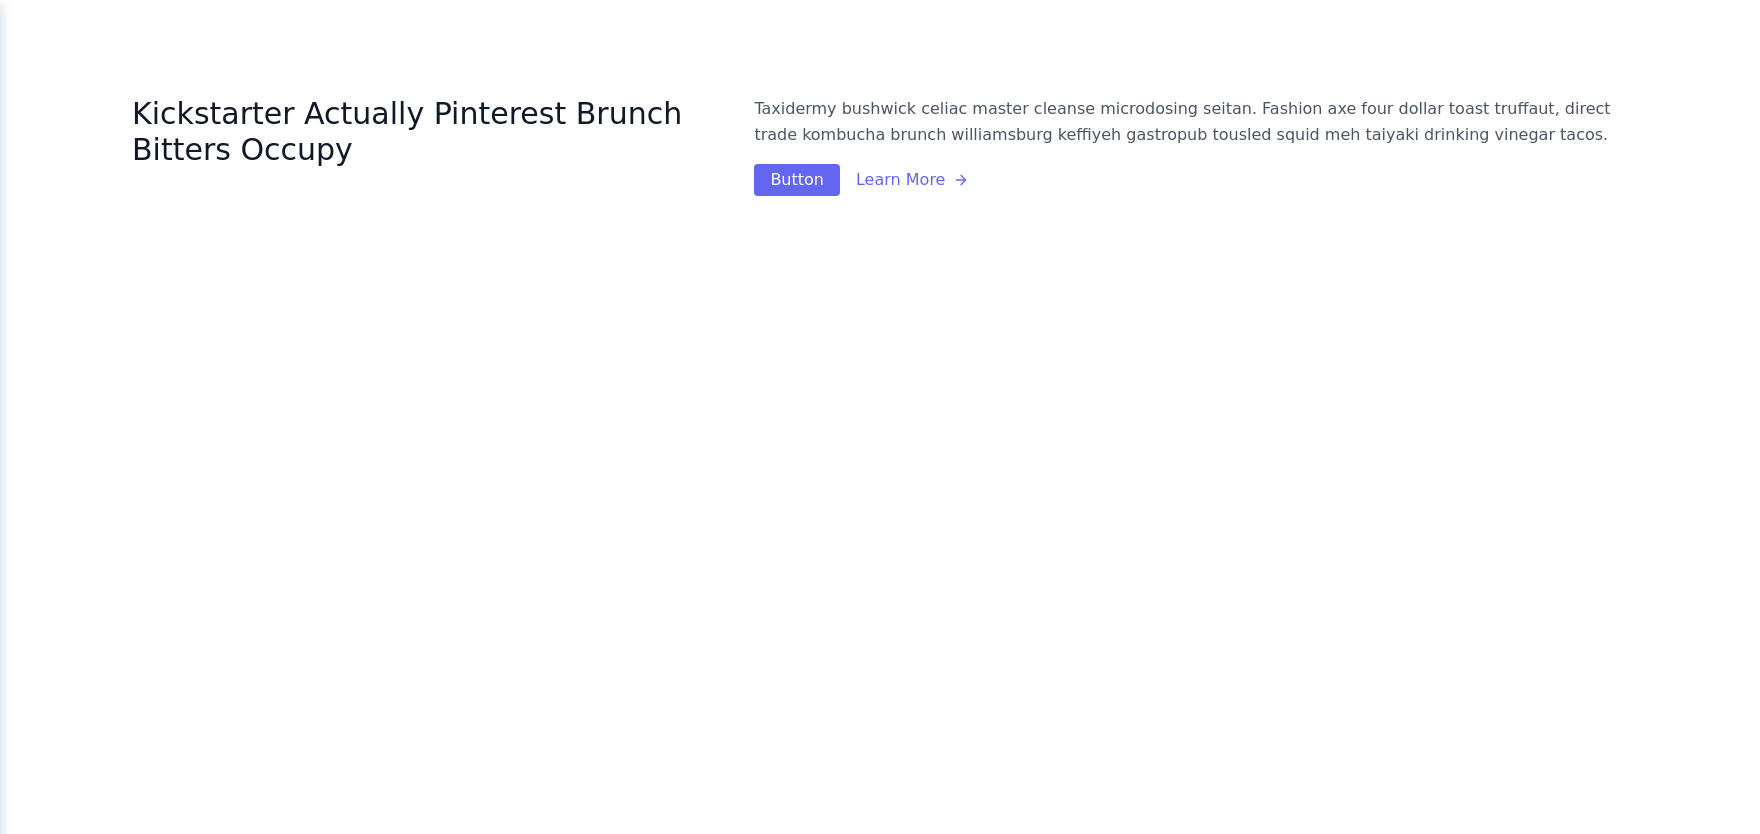 Kickstarter Actually Pinterest Brunch
Bitters Occupy
Taxidermy bushwick celiac master cleanse microdosing seitan. Fashion axe four dollar toast truffaut, direct
trade kombucha brunch williamsburg keffiyeh gastropub tousled squid meh taiyaki drinking vinegar tacos.
Button
Learn More →